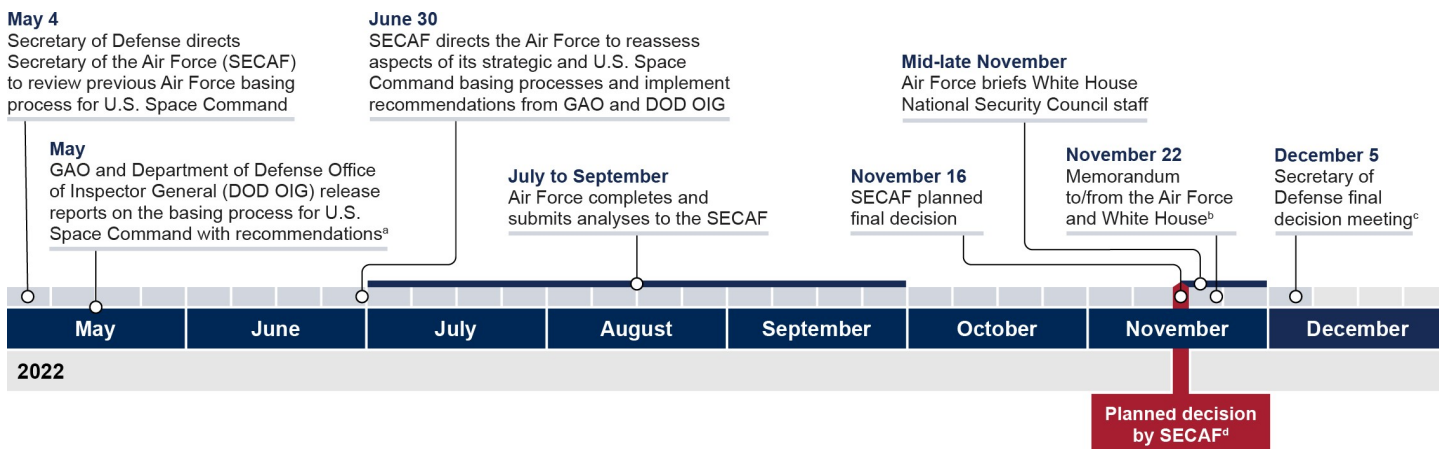 May 4
Secretary of Defense directs
Secretary of the Air Force (SECAF)
to review previous Air Force basing
process for U.S. Space Command
May
GAO and Department of Defense Office
of Inspector General (DOD OIG) release
reports on the basing process for U.S.
Space Command with recommendationsᵃ
June 30
SECAF directs the Air Force to reassess
aspects of its strategic and U.S. Space
Command basing processes and implement
recommendations from GAO and DOD OIG
July to September
Air Force completes and
submits analyses to the SECAF
November 16
SECAF planned
final decision
Mid-late November
Air Force briefs White House
National Security Council staff
November 22
Memorandum
to/from the Air Force
and White Houseᵇ
December 5
Secretary of
Defense final
decision meetingᶜ
May June July August September October November December
2022
Planned decision
by SECAFᵈ